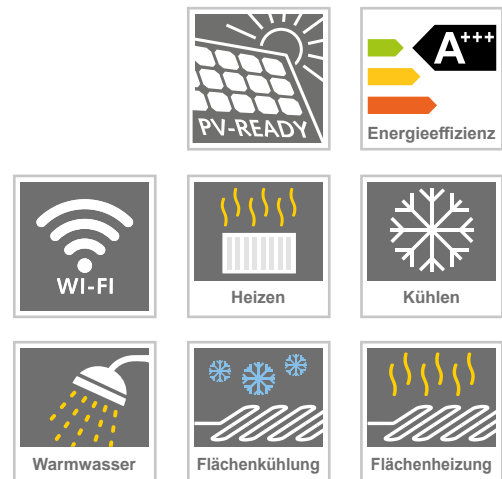 PV-READY
A+++
Energieeffizienz
WI-FI
Heizen
Kühlen
Warmwasser
Flächenkühlung
Flächenheizung